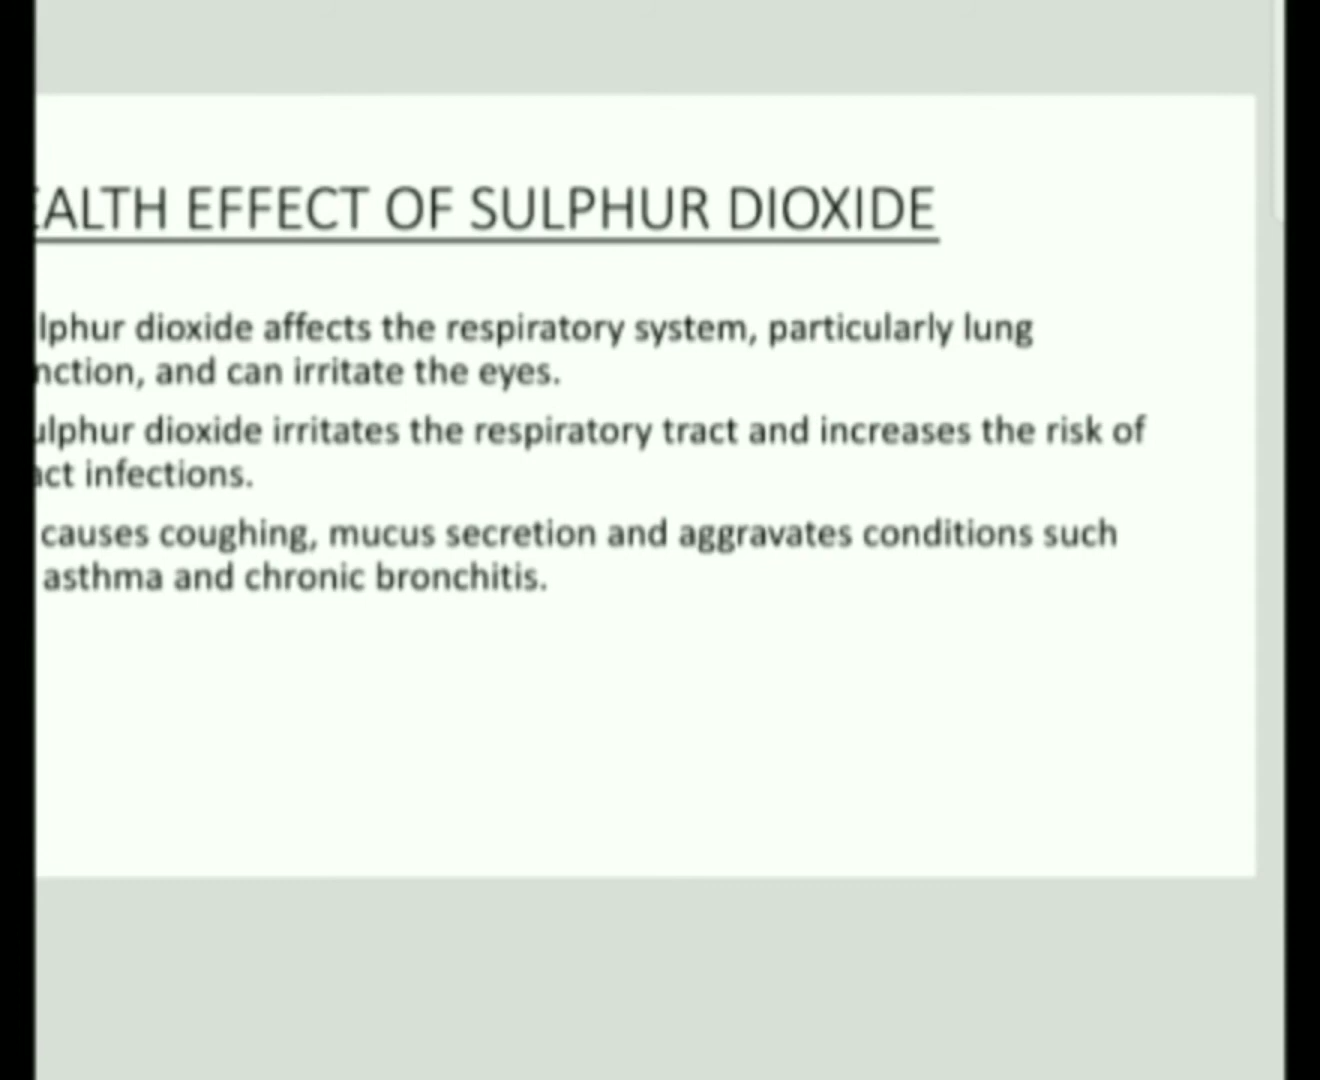 EALTH EFFECT OF SULPHUR DIOXIDE
lphur dioxide affects the respiratory system, particularly lung
nction, and can irritate the eyes.
ulphur dioxide irritates the respiratory tract and increases the risk of
act infections.
causes coughing, mucus secretion and aggravates conditions such
asthma and chronic bronchitis.